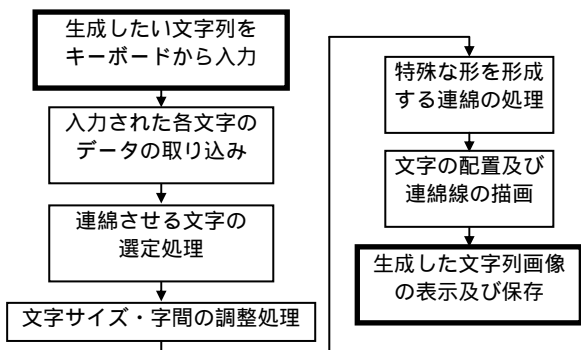 生成したい文字列を
キーボードから入力
入力された各文字の
データの取り込み
連綿させる文字の
選定処理
文字サイズ・字間の調整処理
特殊な形を形成
する連綿の処理
文字の配置及び
連綿線の描画
生成した文字列画像
の表示及び保存